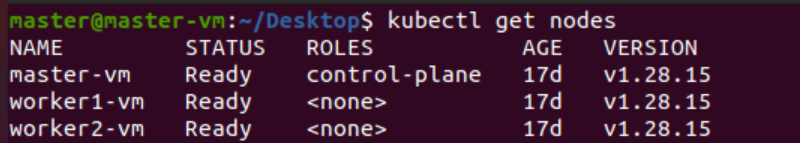 master@master-vm:~/Desktop$ kubectl get nodes
NAME STATUS ROLES AGE VERSION
master-vm Ready control-plane 17d v1.28.15
worker1-vm Ready <none> 17d v1.28.15
worker2-vm Ready <none> 17d v1.28.15